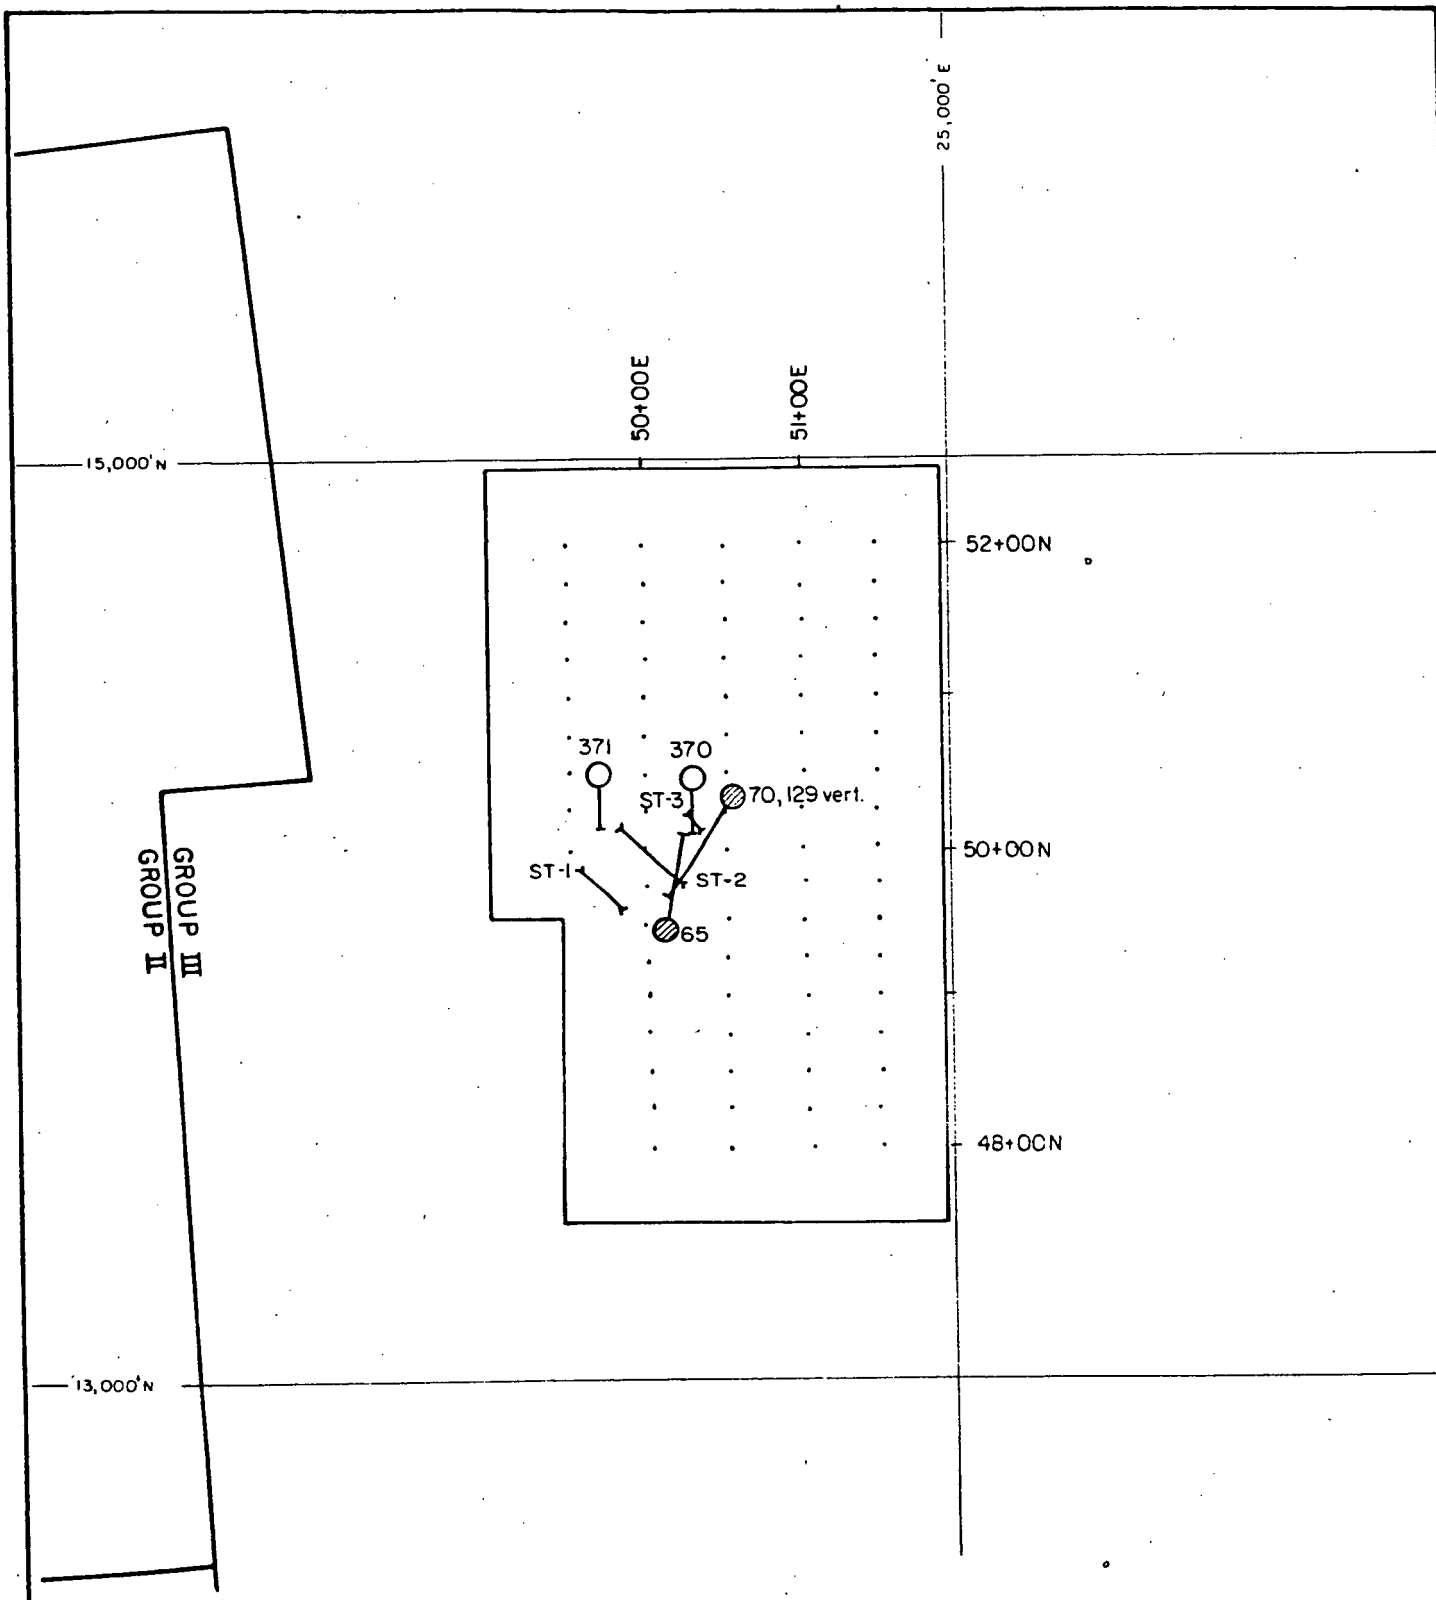 25,000'E
50+00E
51+00E
15,000'N
52+00N
371
370
ST-3
70, 129 vert.
50+00N
ST-1
ST-2
GROUP III
GROUP II
65
48+00N
13,000'N